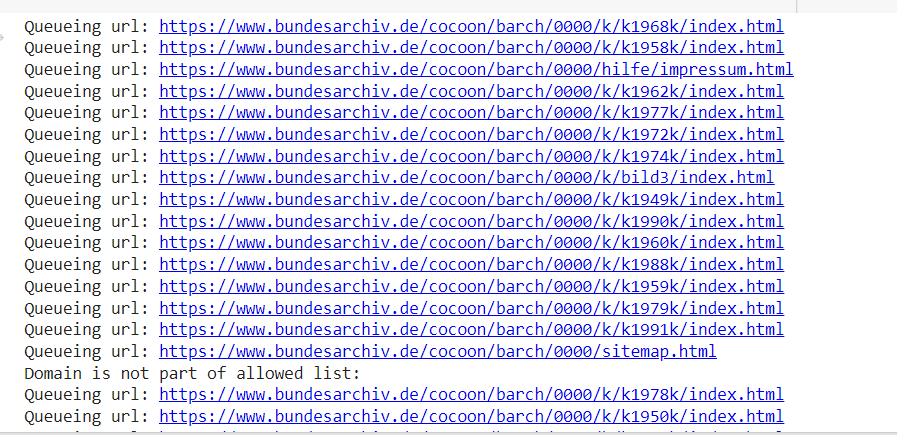 Queueing url: https://www.bundesarchiv.de/cocoon/barch/0000/k/k1968k/index.html
Queueing url: https://www.bundesarchiv.de/cocoon/barch/0000/k/k1958k/index.html
Queueing url: https://www.bundesarchiv.de/cocoon/barch/0000/hilfe/impressum.html
Queueing url: https://www.bundesarchiv.de/cocoon/barch/0000/k/k1962k/index.html
Queueing url: https://www.bundesarchiv.de/cocoon/barch/0000/k/k1977k/index.html
Queueing url: https://www.bundesarchiv.de/cocoon/barch/0000/k/k1972k/index.html
Queueing url: https://www.bundesarchiv.de/cocoon/barch/0000/k/k1974k/index.html
Queueing url: https://www.bundesarchiv.de/cocoon/barch/0000/k/bild3/index.html
Queueing url: https://www.bundesarchiv.de/cocoon/barch/0000/k/k1949k/index.html
Queueing url: https://www.bundesarchiv.de/cocoon/barch/0000/k/k1990k/index.html
Queueing url: https://www.bundesarchiv.de/cocoon/barch/0000/k/k1960k/index.html
Queueing url: https://www.bundesarchiv.de/cocoon/barch/0000/k/k1988k/index.html
Queueing url: https://www.bundesarchiv.de/cocoon/barch/0000/k/k1959k/index.html
Queueing url: https://www.bundesarchiv.de/cocoon/barch/0000/k/k1979k/index.html
Queueing url: https://www.bundesarchiv.de/cocoon/barch/0000/k/k1991k/index.html
Queueing url: https://www.bundesarchiv.de/cocoon/barch/0000/sitemap.html
Domain is not part of allowed list:
Queueing url: https://www.bundesarchiv.de/cocoon/barch/0000/k/k1978k/index.html
Queueing url: https://www.bundesarchiv.de/cocoon/barch/0000/k/k1950k/index.html